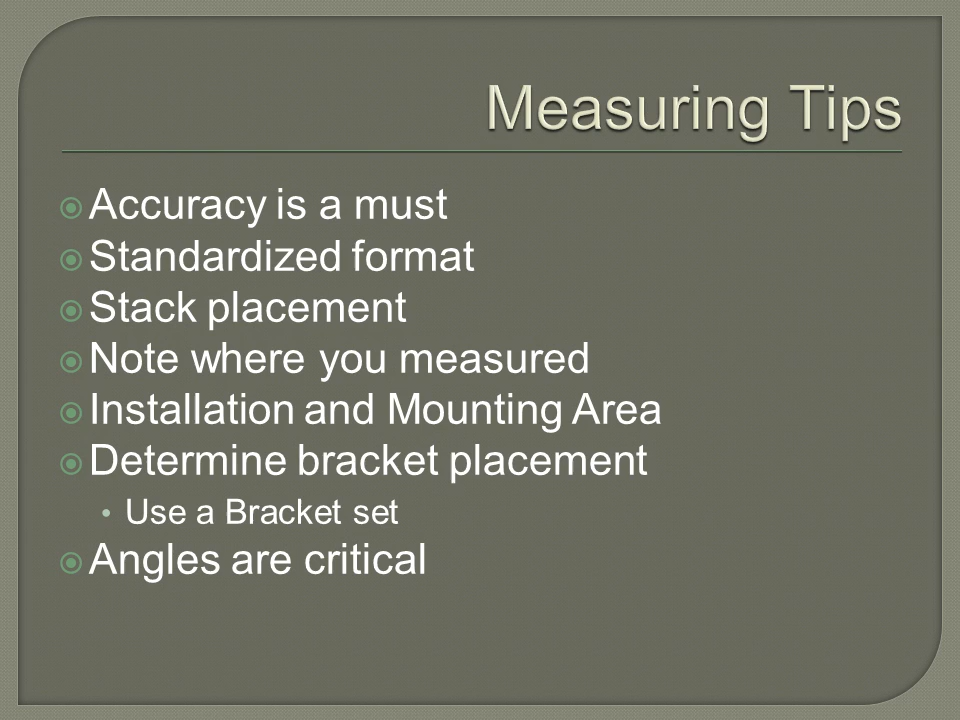 Measuring Tips
Accuracy is a must
Standardized format
Stack placement
Note where you measured
Installation and Mounting Area
Determine bracket placement
• Use a Bracket set
Angles are critical